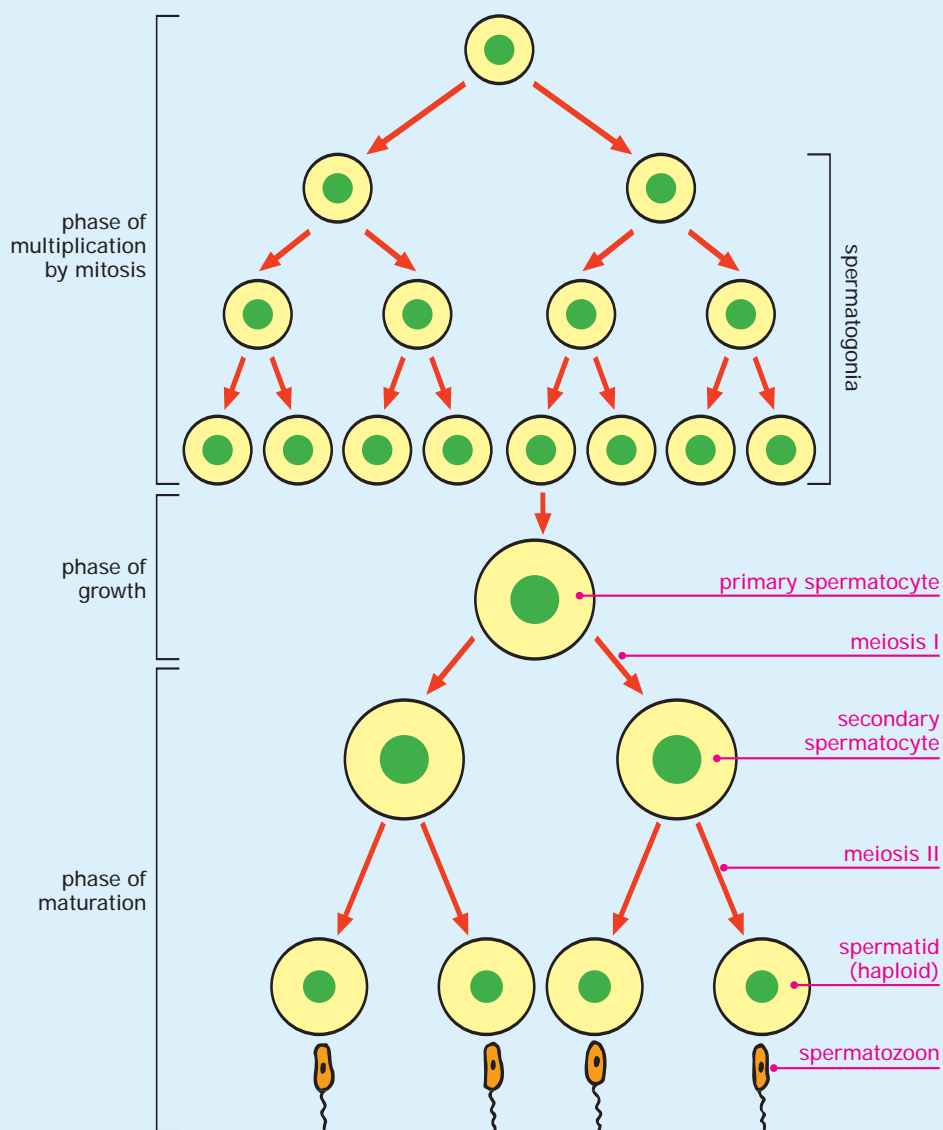 phase of
multiplication
by mitosis
spermatogonia
phase of
growth
primary spermatocyte
meiosis I
secondary
spermatocyte
meiosis II
phase of
maturation
spermatid
(haploid)
spermatozoon